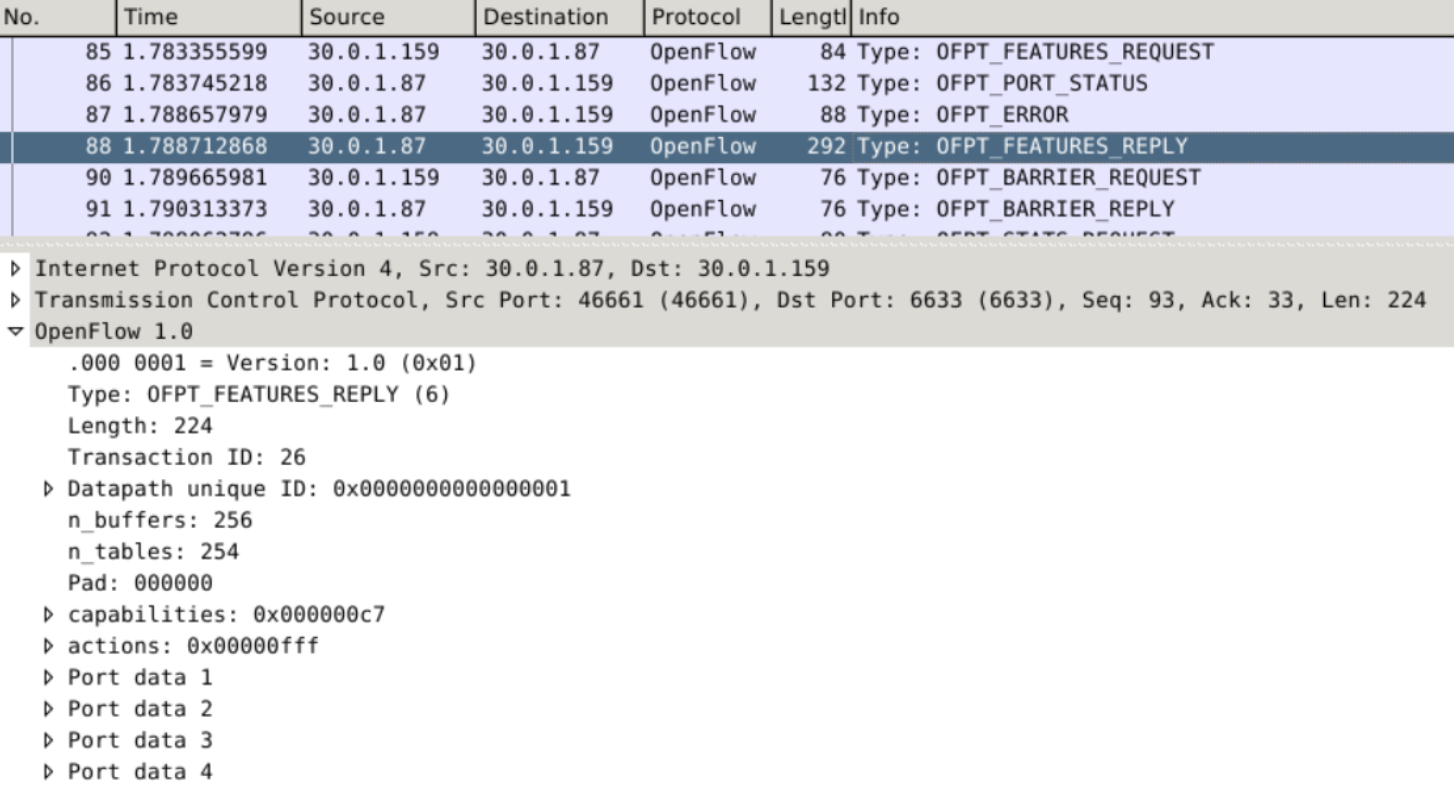 No. Time Source Destination Protocol Lengtl Info
85 1.783355599 30.0.1.159 30.0.1.87 OpenFlow 84 Type: OFPT_FEATURES_REQUEST
86 1.783745218 30.0.1.87 30.0.1.159 OpenFlow 132 Type: OFPT_PORT_STATUS
87 1.788657979 30.0.1.87 30.0.1.159 OpenFlow 88 Type: OFPT_ERROR
88 1.788712868 30.0.1.87 30.0.1.159 OpenFlow 292 Type: OFPT_FEATURES_REPLY
90 1.789665981 30.0.1.159 30.0.1.87 OpenFlow 76 Type: OFPT_BARRIER_REQUEST
91 1.790313373 30.0.1.87 30.0.1.159 OpenFlow 76 Type: OFPT_BARRIER_REPLY
Internet Protocol Version 4, Src: 30.0.1.87, Dst: 30.0.1.159
Transmission Control Protocol, Src Port: 46661 (46661), Dst Port: 6633 (6633), Seq: 93, Ack: 33, Len: 224
OpenFlow 1.0
.000 0001 = Version: 1.0 (0x01)
Type: OFPT_FEATURES_REPLY (6)
Length: 224
Transaction ID: 26
Datapath unique ID: 0x0000000000000001
n_buffers: 256
n_tables: 254
Pad: 000000
capabilities: 0x000000c7
actions: 0x00000fff
Port data 1
Port data 2
Port data 3
Port data 4